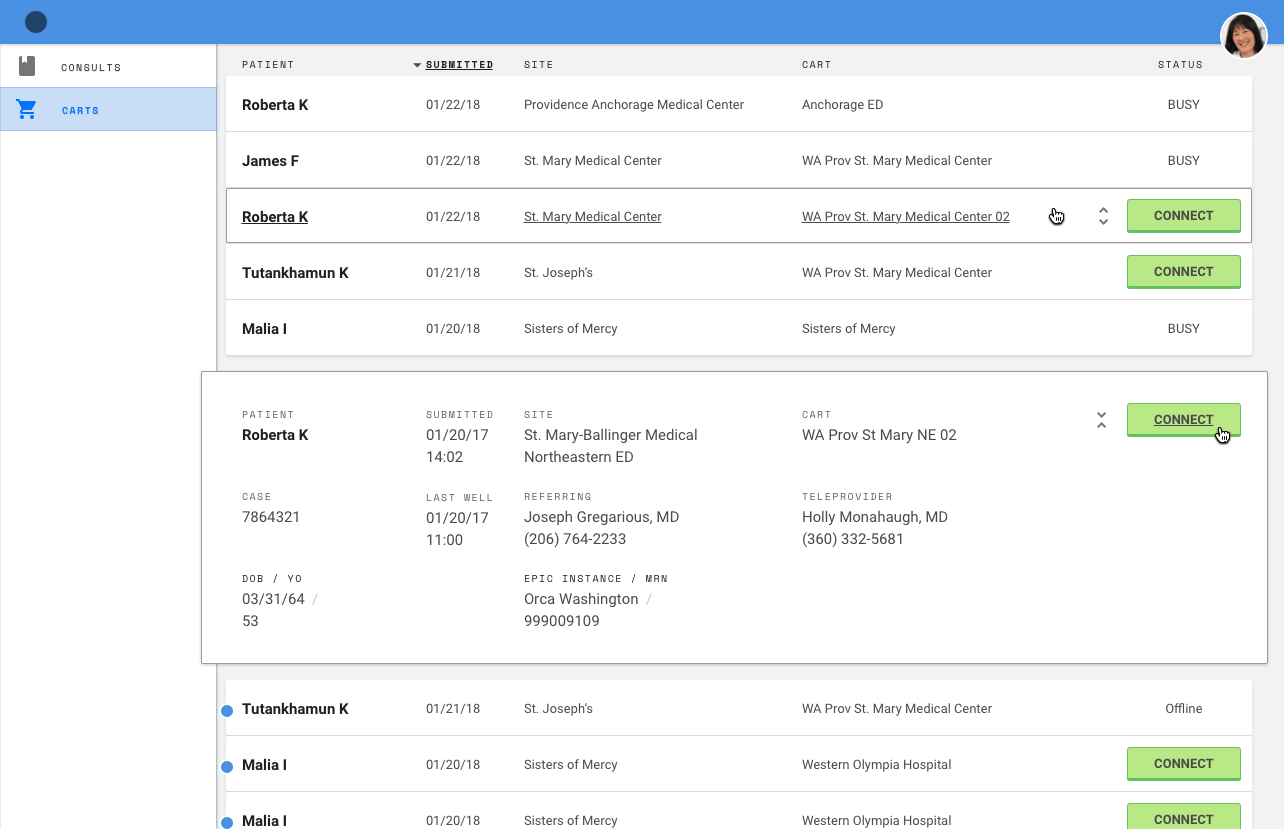 CONSULTS
CARTS
PATIENT SUBMITTED SITE CART STATUS
Roberta K 01/22/18 Providence Anchorage Medical Center Anchorage ED BUSY
James F 01/22/18 St. Mary Medical Center WA Prov St. Mary Medical Center BUSY
Roberta K 01/22/18 St. Mary Medical Center WA Prov St. Mary Medical Center 02 CONNECT
Tutankhamun K 01/21/18 St. Joseph's WA Prov St. Mary Medical Center CONNECT
Malia I 01/20/18 Sisters of Mercy Sisters of Mercy BUSY
PATIENT SUBMITTED SITE CART
Roberta K 01/20/17 St. Mary-Ballinger Medical WA Prov St Mary NE 02 CONNECT
14:02 Northeastern ED
CASE LAST WELL REFERRING TELEPROVIDER
7864321 01/20/17 Joseph Gregarious, MD Holly Monahaugh, MD
11:00 (206) 764-2233 (360) 332-5681
DOB / YO EPIC INSTANCE / MRN
03/31/64 / Orca Washington /
53 999009109
Tutankhamun K 01/21/18 St. Joseph's WA Prov St. Mary Medical Center Offline
Malia I 01/20/18 Sisters of Mercy Western Olympia Hospital CONNECT
Malia I 01/20/18 Sisters of Mercy Western Olympia Hospital CONNECT